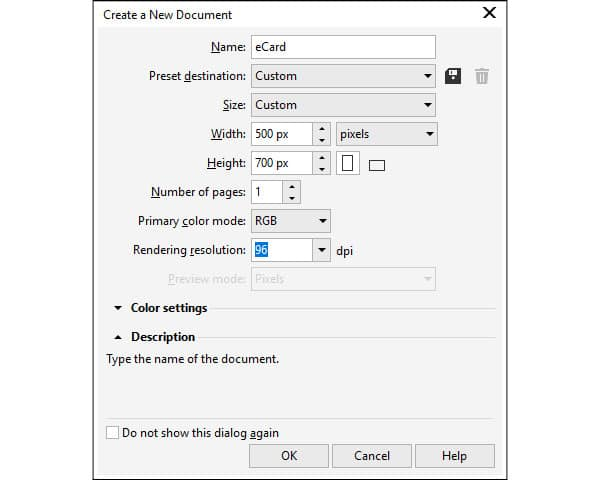 Create a New Document
Name: eCard
Preset destination: Custom
Size: Custom
Width: 500 px pixels
Height: 700 px
Number of pages: 1
Primary color mode: RGB
Rendering resolution: 96 dpi
Preview mode: Pixels
Color settings
Description
Type the name of the document.
Do not show this dialog again
OK Cancel Help